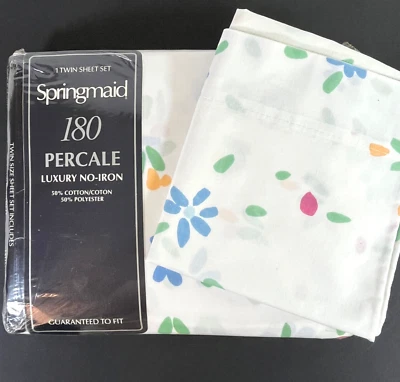 1 TWIN SHEET SET
Springmaid
180
PERCALE
LUXURY NO-IRON
50% COTTON/COTON
50% POLYESTER
GUARANTEED TO FIT
TWIN SIZE SHEET SET INCLUDES